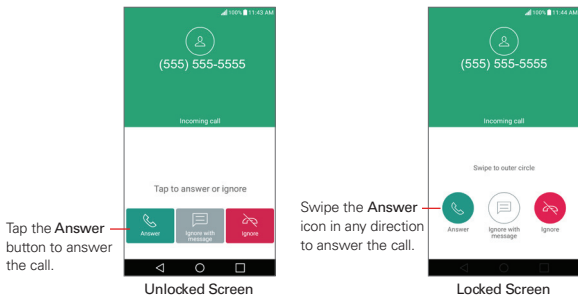 100% 11:43 AM
(555) 555-5555
Incoming call
Tap to answer or ignore
Answer
Ignore with
message
Ignore
Tap the Answer
button to answer
the call.
Unlocked Screen
100% 11:44 AM
(555) 555-5555
Incoming call
Swipe to outer circle
Answer
Ignore with
message
Ignore
Swipe the Answer
icon in any direction
to answer the call.
Locked Screen